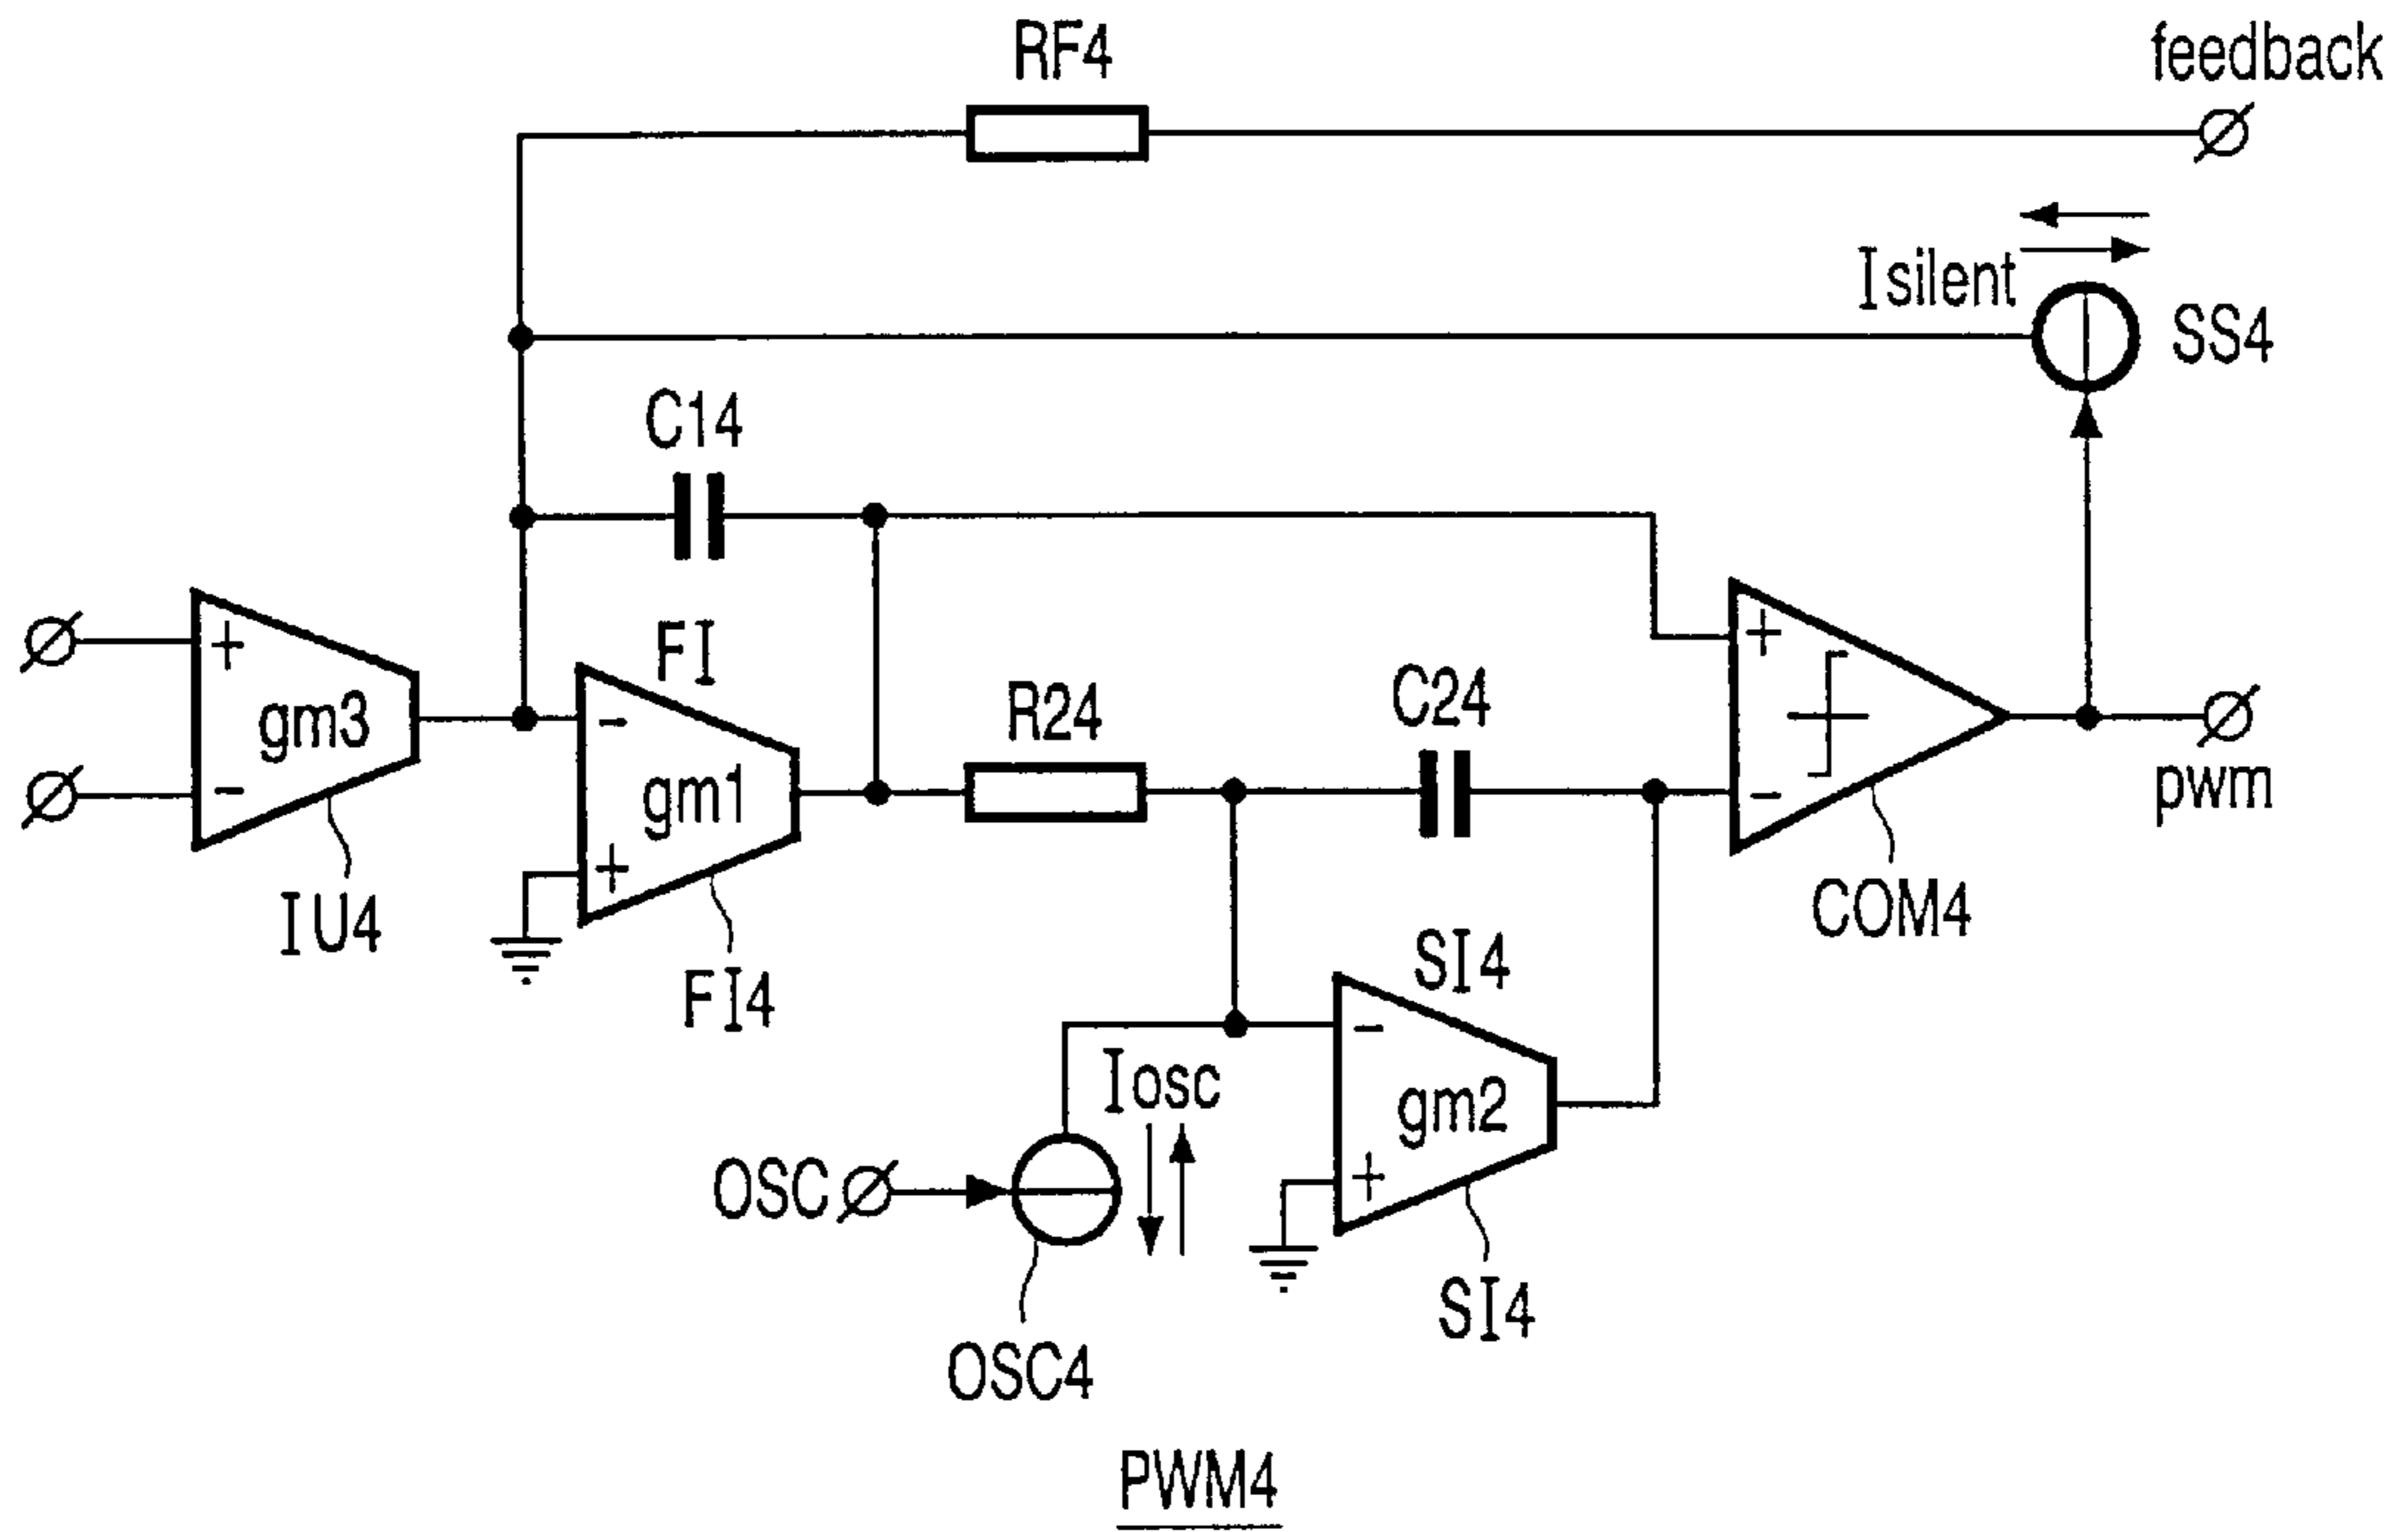 RF4
feedback
Isilent
SS4
C14
+
gm3
-
IU4
FI
-
gm1
+
FI4
R24
C24
+
-
COM4
pwm
SI4
-
gm2
+
SI4
Iosc
OSC
OSC4
PWM4